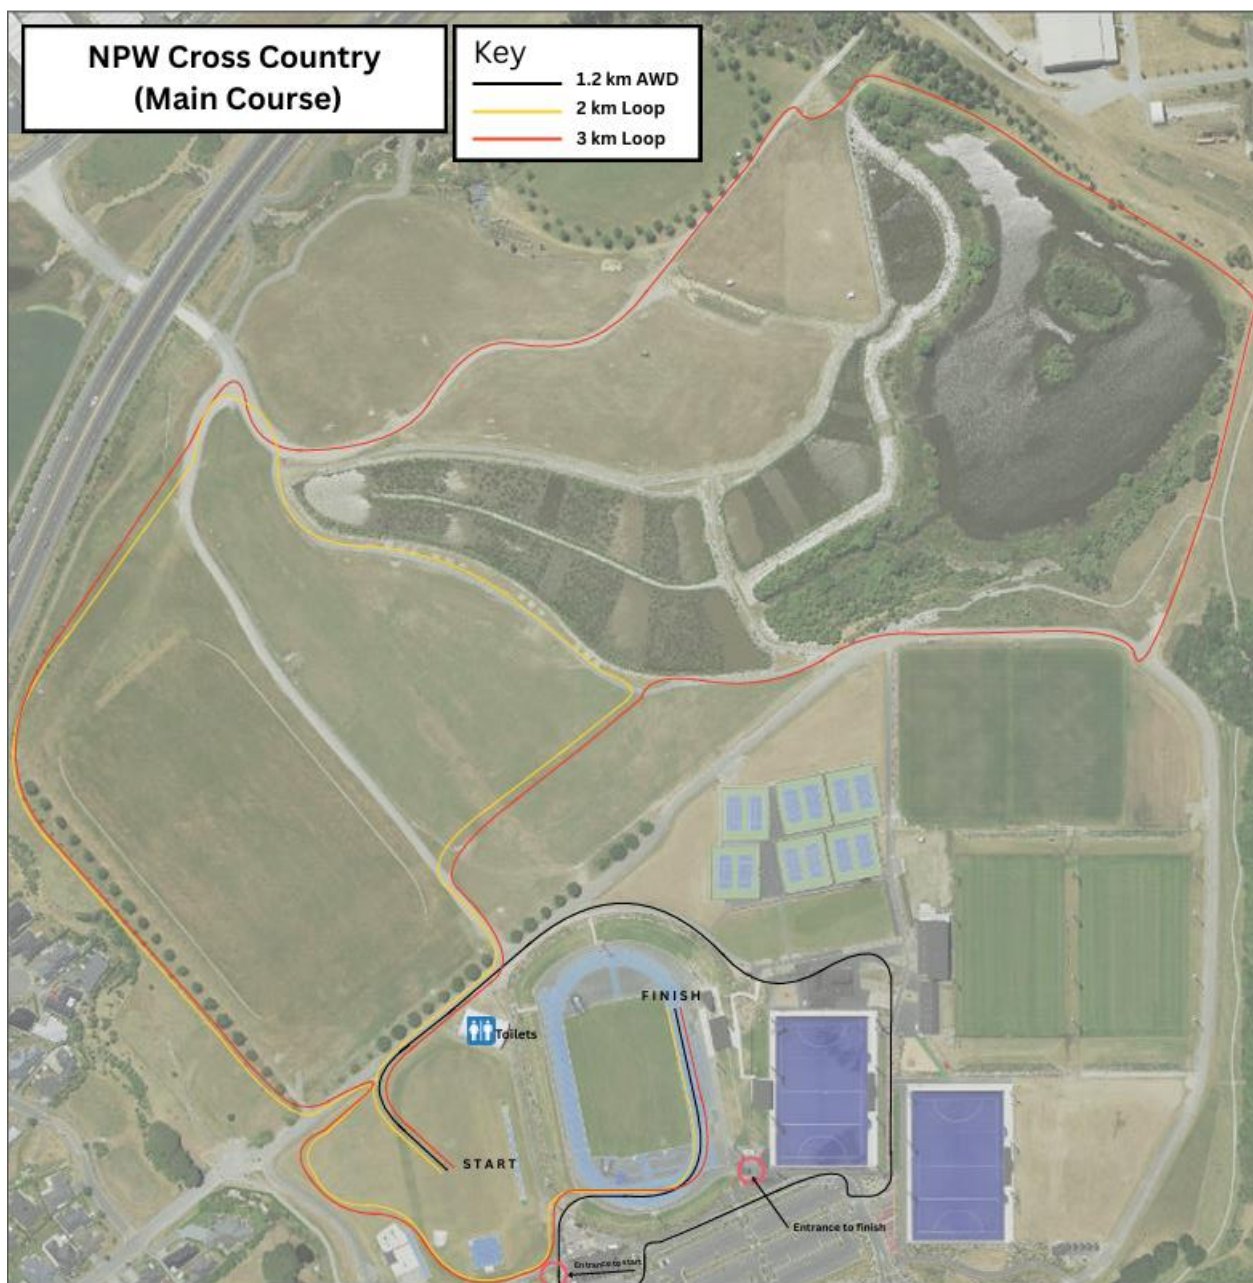 NPW Cross Country
(Main Course)
Key
1.2 km AWD
2 km Loop
3 km Loop
FINISH
Toilets
START
Entrance to finish
Entrance to start